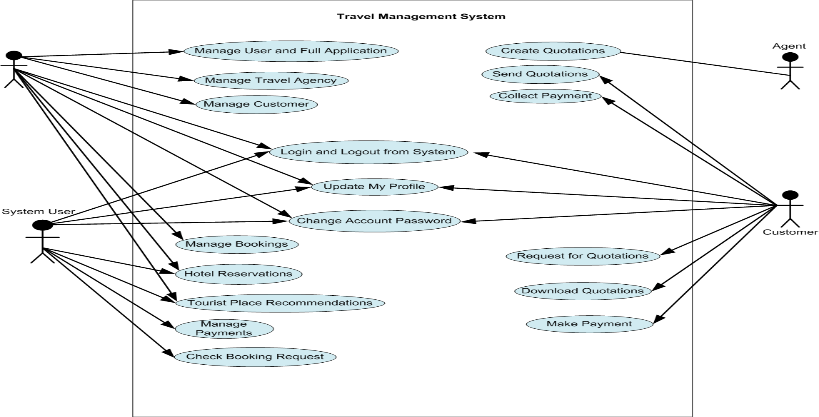 Travel Management System
Manage User and Full Application
Manage Travel Agency
Manage Customer
Create Quotations
Send Quotations
Collect Payment
Agent
Login and Logout from System
Update My Profile
Change Account Password
System User
Customer
Manage Bookings
Hotel Reservations
Tourist Place Recommendations
Manage
Payments
Check Booking Request
Request for Quotations
Download Quotations
Make Payment